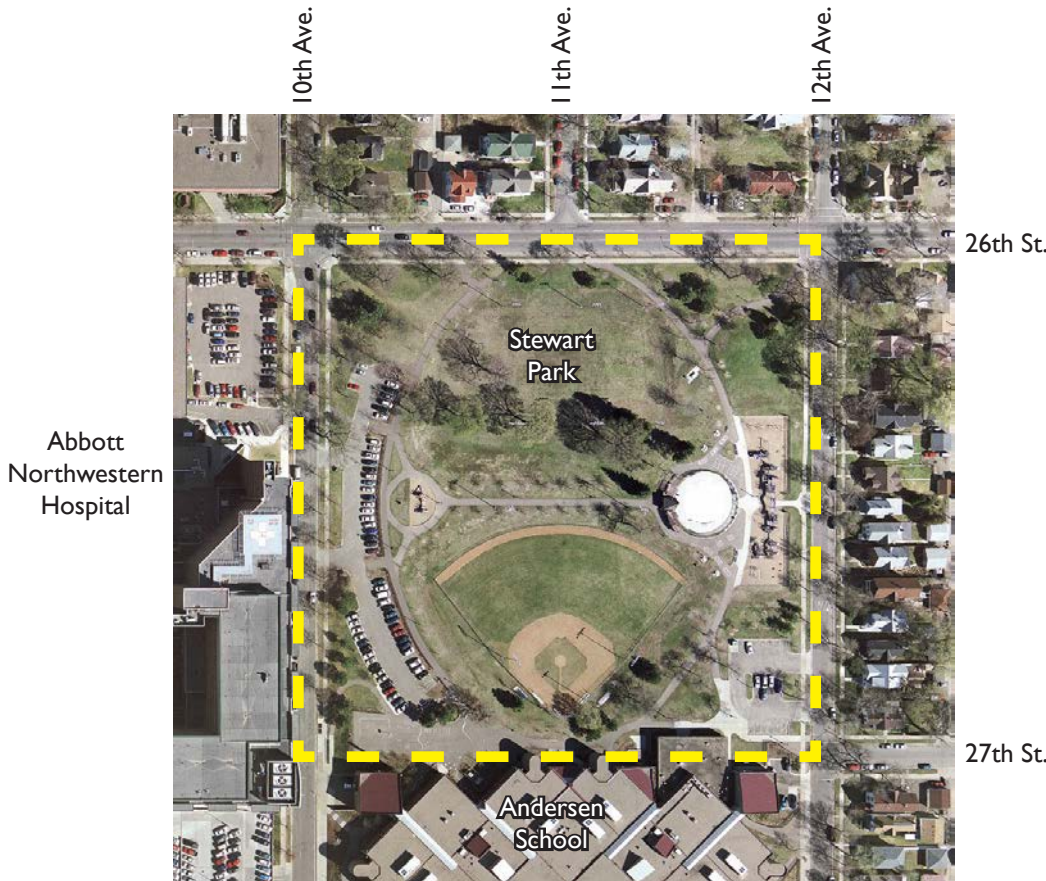 10th Ave.
11th Ave.
12th Ave.
26th St.
Stewart
Park
Abbott
Northwestern
Hospital
27th St.
Andersen
School